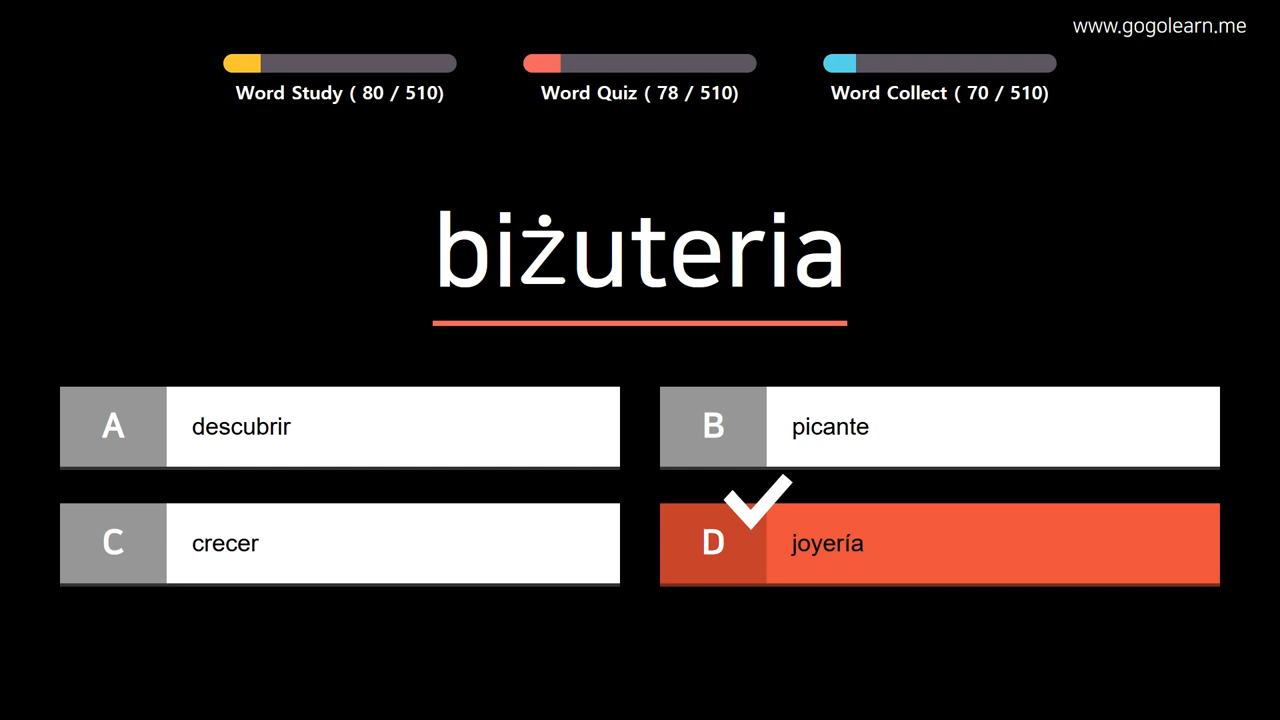 www.gogolearn.me
Word Study ( 80 / 510)
Word Quiz ( 78 / 510)
Word Collect ( 70 / 510)
biżuteria
A descubrir
B picante
C crecer
D joyería